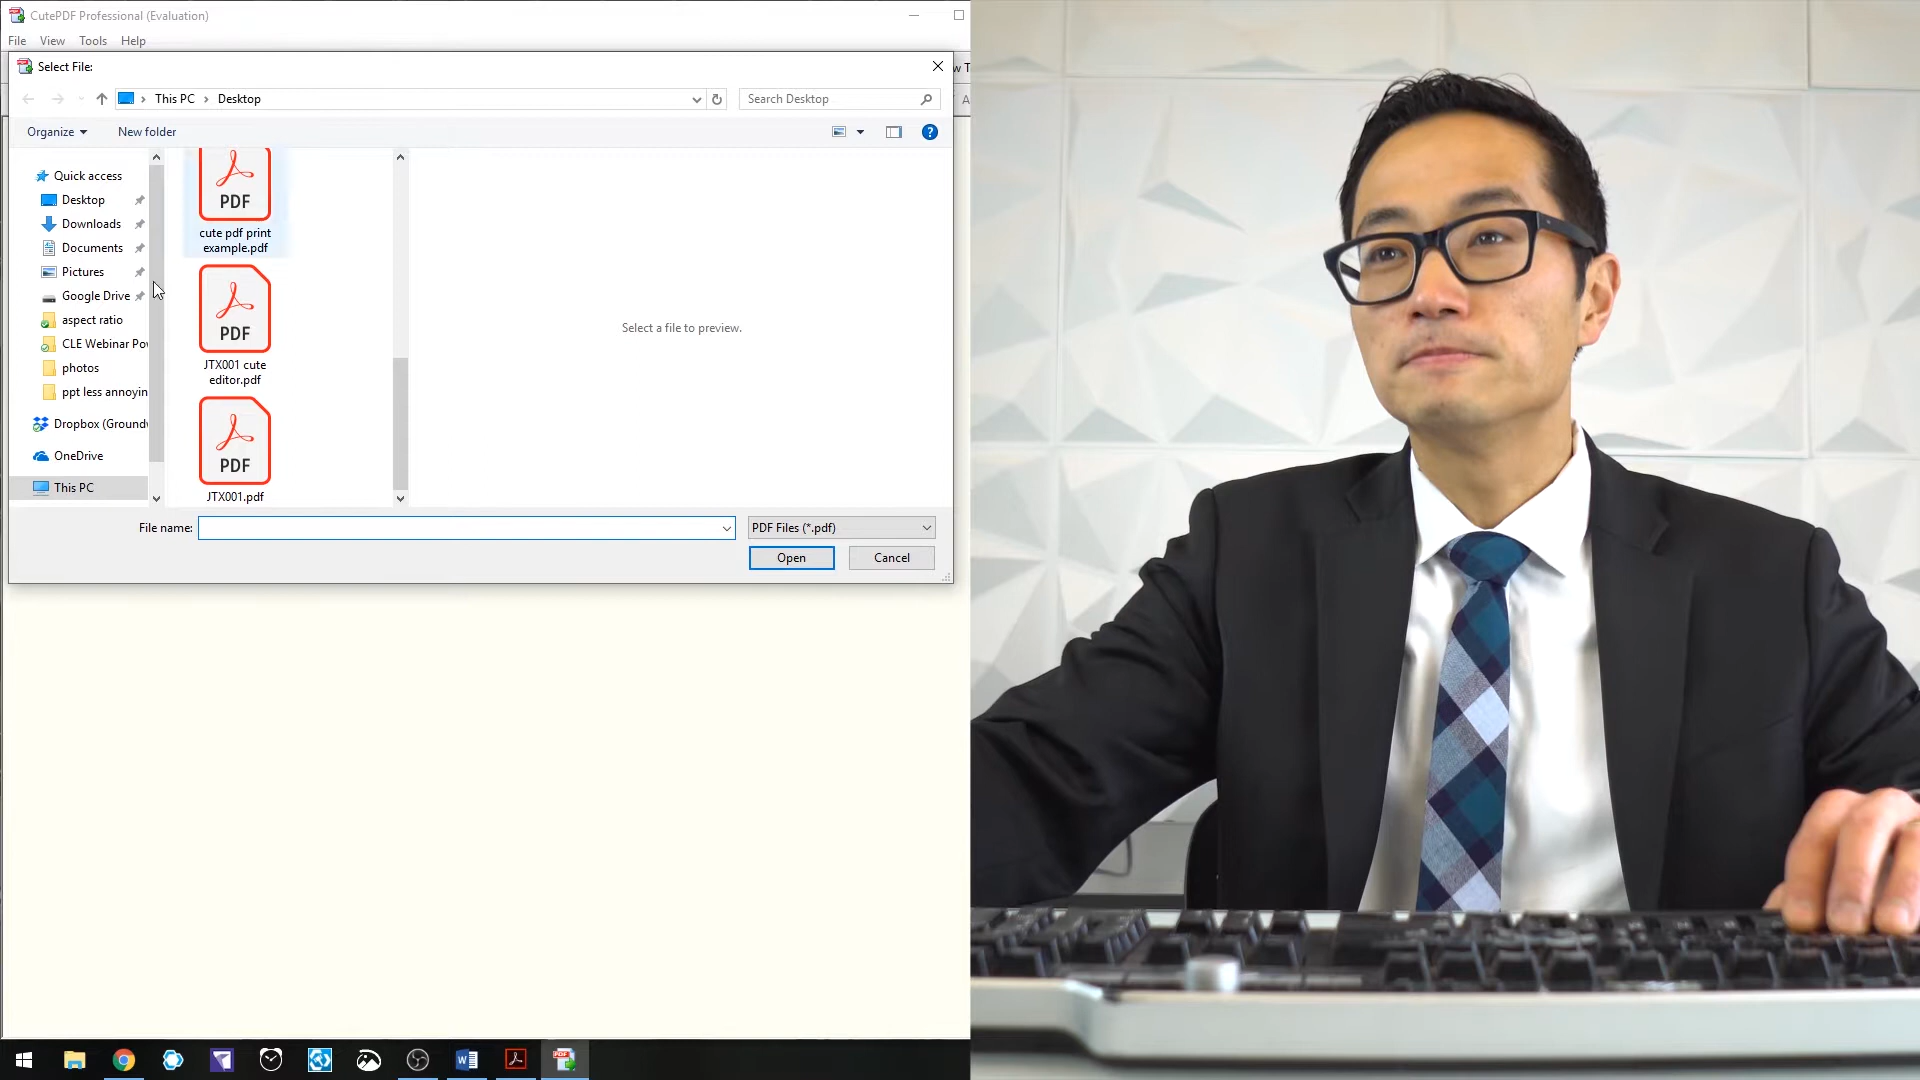 CutePDF Professional (Evaluation)
File View Tools Help
Select File:
w T
This PC > Desktop
Search Desktop
A
Organize
New folder
Quick access
Desktop
Downloads
Documents
Pictures
Google Drive
aspect ratio
CLE Webinar Pov
photos
ppt less annoyin
Dropbox (Ground
OneDrive
This PC
PDF
cute pdf print
example.pdf
PDF
JTX001 cute
editor.pdf
PDF
JTX001.pdf
Select a file to preview.
File name:
PDF Files (*.pdf)
Open
Cancel